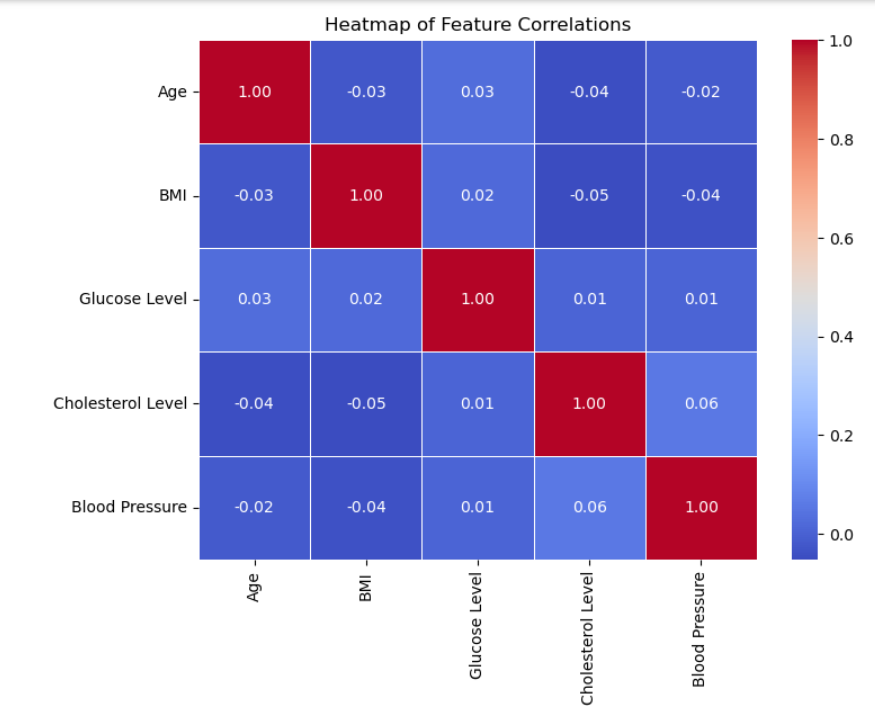 Heatmap of Feature Correlations
Age 1.00 -0.03 0.03 -0.04 -0.02
BMI -0.03 1.00 0.02 -0.05 -0.04
Glucose Level 0.03 0.02 1.00 0.01 0.01
Cholesterol Level -0.04 -0.05 0.01 1.00 0.06
Blood Pressure -0.02 -0.04 0.01 0.06 1.00
Age
BMI
Glucose Level
Cholesterol Level
Blood Pressure
1.0
0.8
0.6
0.4
0.2
0.0